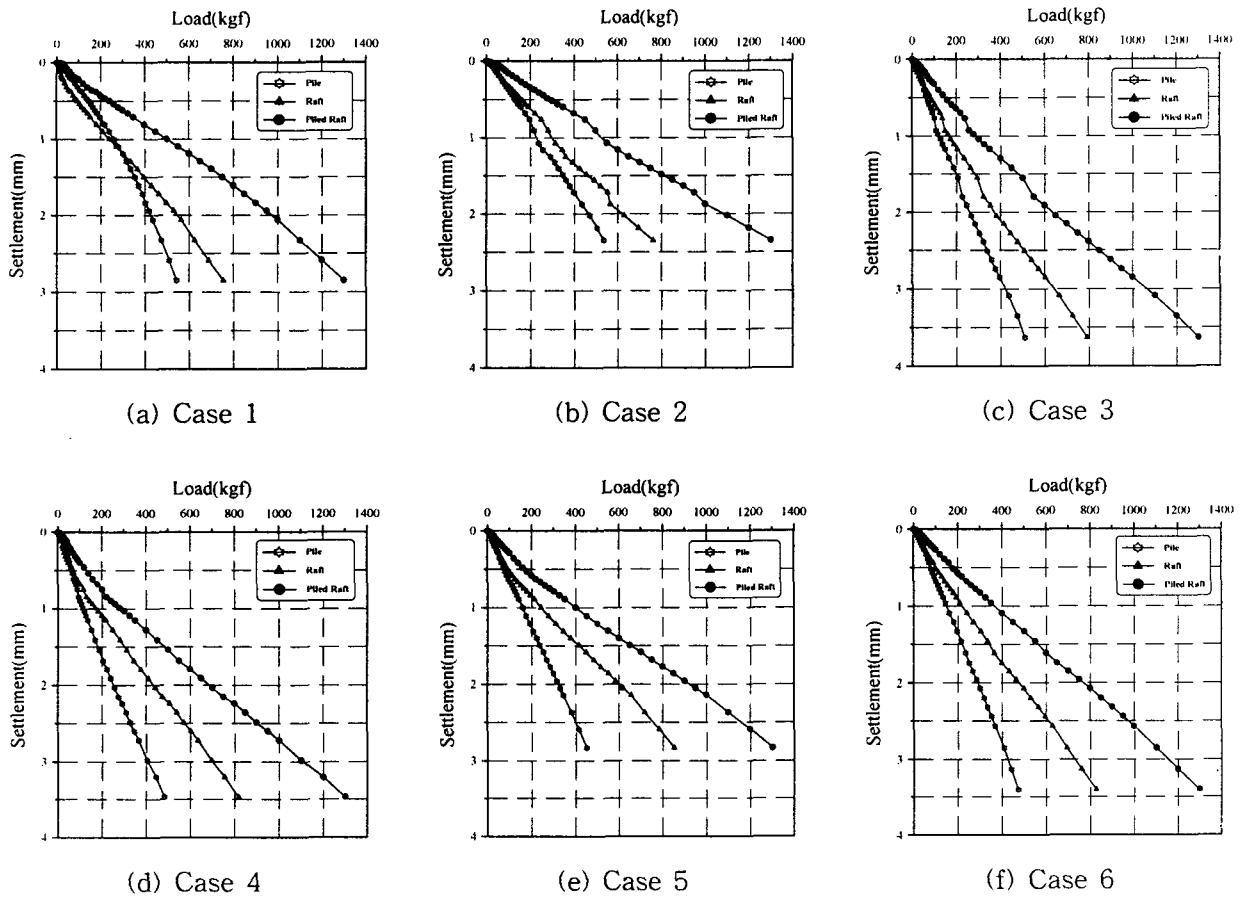 Load(kgf)
0 200 400 600 800 1000 1200 1400
0
1
2
3
4
Settlement(mm)
Pile
Raft
Piled Raft
(a) Case 1
Load(kgf)
0 200 400 600 800 1000 1200 1400
0
1
2
3
4
Settlement(mm)
Pile
Raft
Piled Raft
(b) Case 2
Load(kgf)
0 200 400 600 800 1000 1200 1400
0
1
2
3
4
Settlement(mm)
Pile
Raft
Piled Raft
(c) Case 3
Load(kgf)
0 200 400 600 800 1000 1200 1400
0
1
2
3
4
Settlement(mm)
Pile
Raft
Piled Raft
(d) Case 4
Load(kgf)
0 200 400 600 800 1000 1200 1400
0
1
2
3
4
Settlement(mm)
Pile
Raft
Piled Raft
(e) Case 5
Load(kgf)
0 200 400 600 800 1000 1200 1400
0
1
2
3
4
Settlement(mm)
Pile
Raft
Piled Raft
(f) Case 6